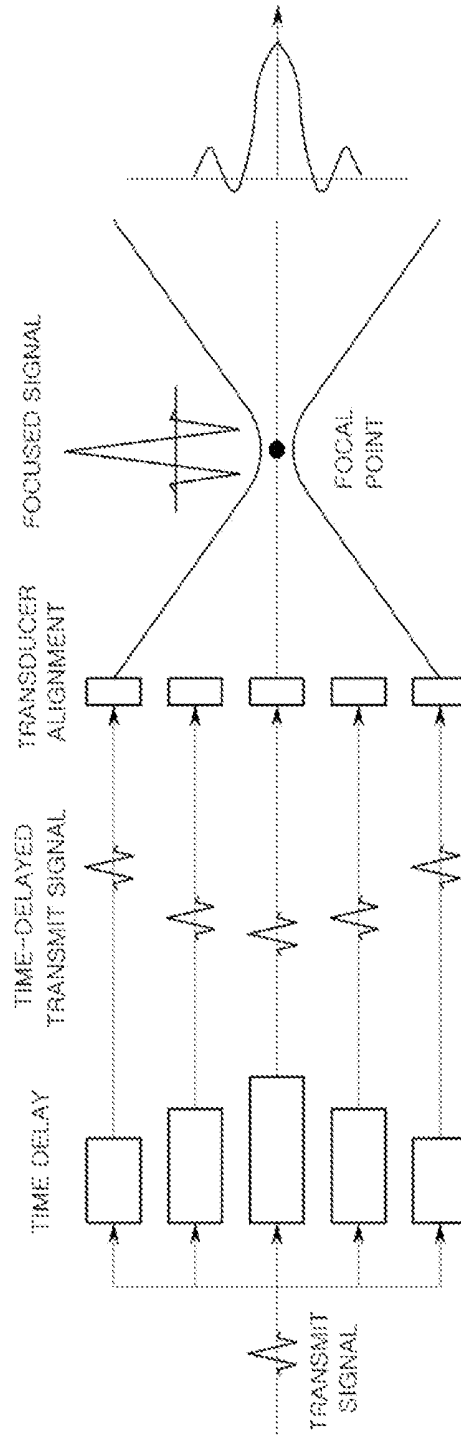 TRANSMIT
SIGNAL
TIME DELAY
TIME-DELAYED
TRANSMIT SIGNAL
TRANSDUCER
ALIGNMENT
FOCUSED SIGNAL
FOCAL
POINT